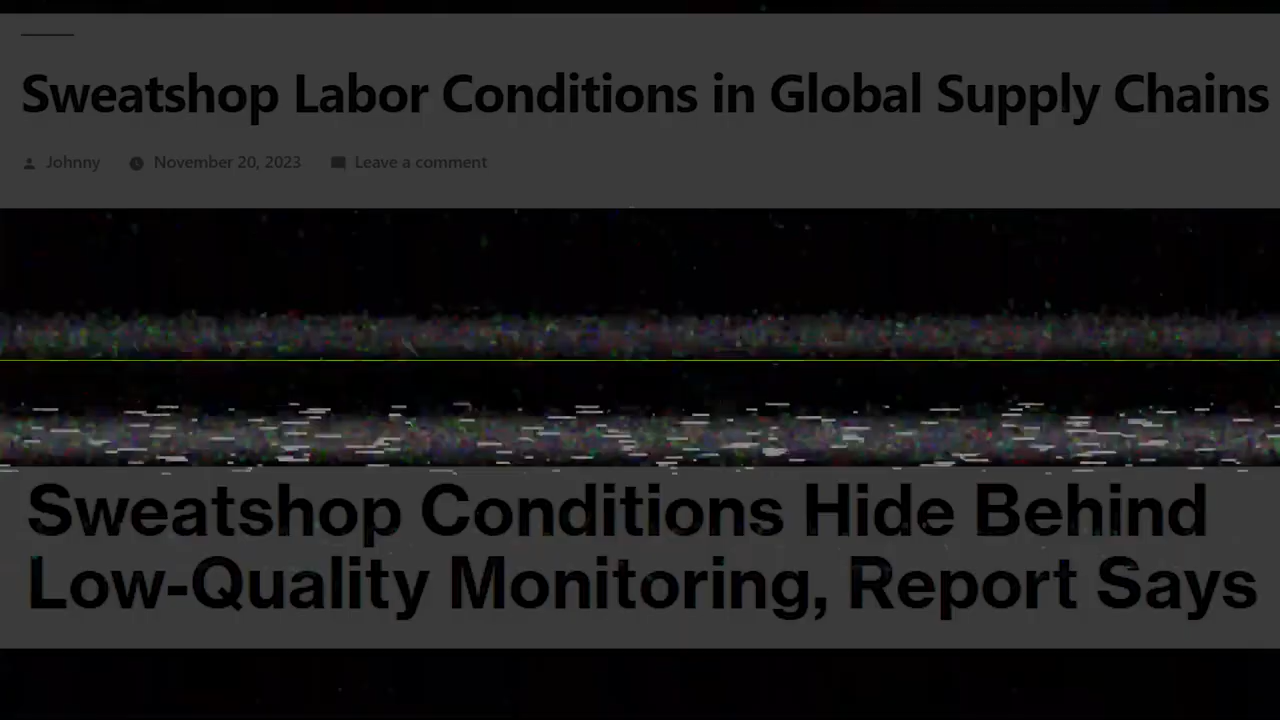 Sweatshop Labor Conditions in Global Supply Chains
Johnny November 20, 2023 Leave a comment
Sweatshop Conditions Hide Behind
Low-Quality Monitoring, Report Says